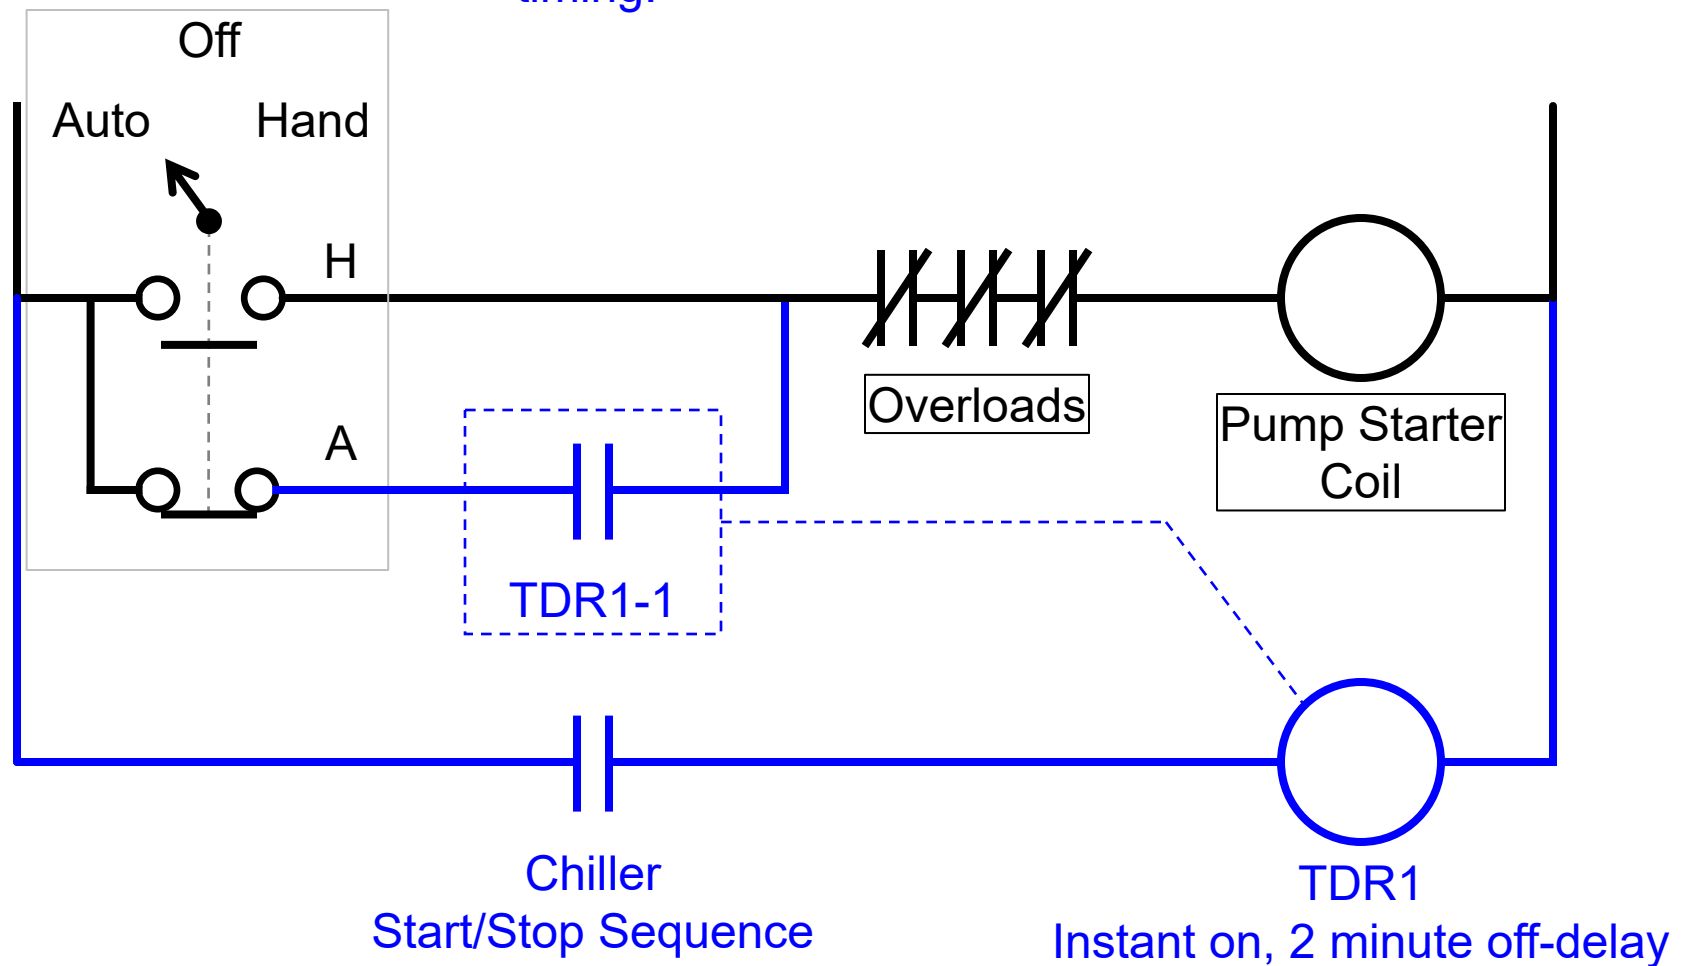 timing.
Off
Auto Hand
H
A
Overloads
Pump Starter
Coil
TDR1-1
Chiller
Start/Stop Sequence
TDR1
Instant on, 2 minute off-delay